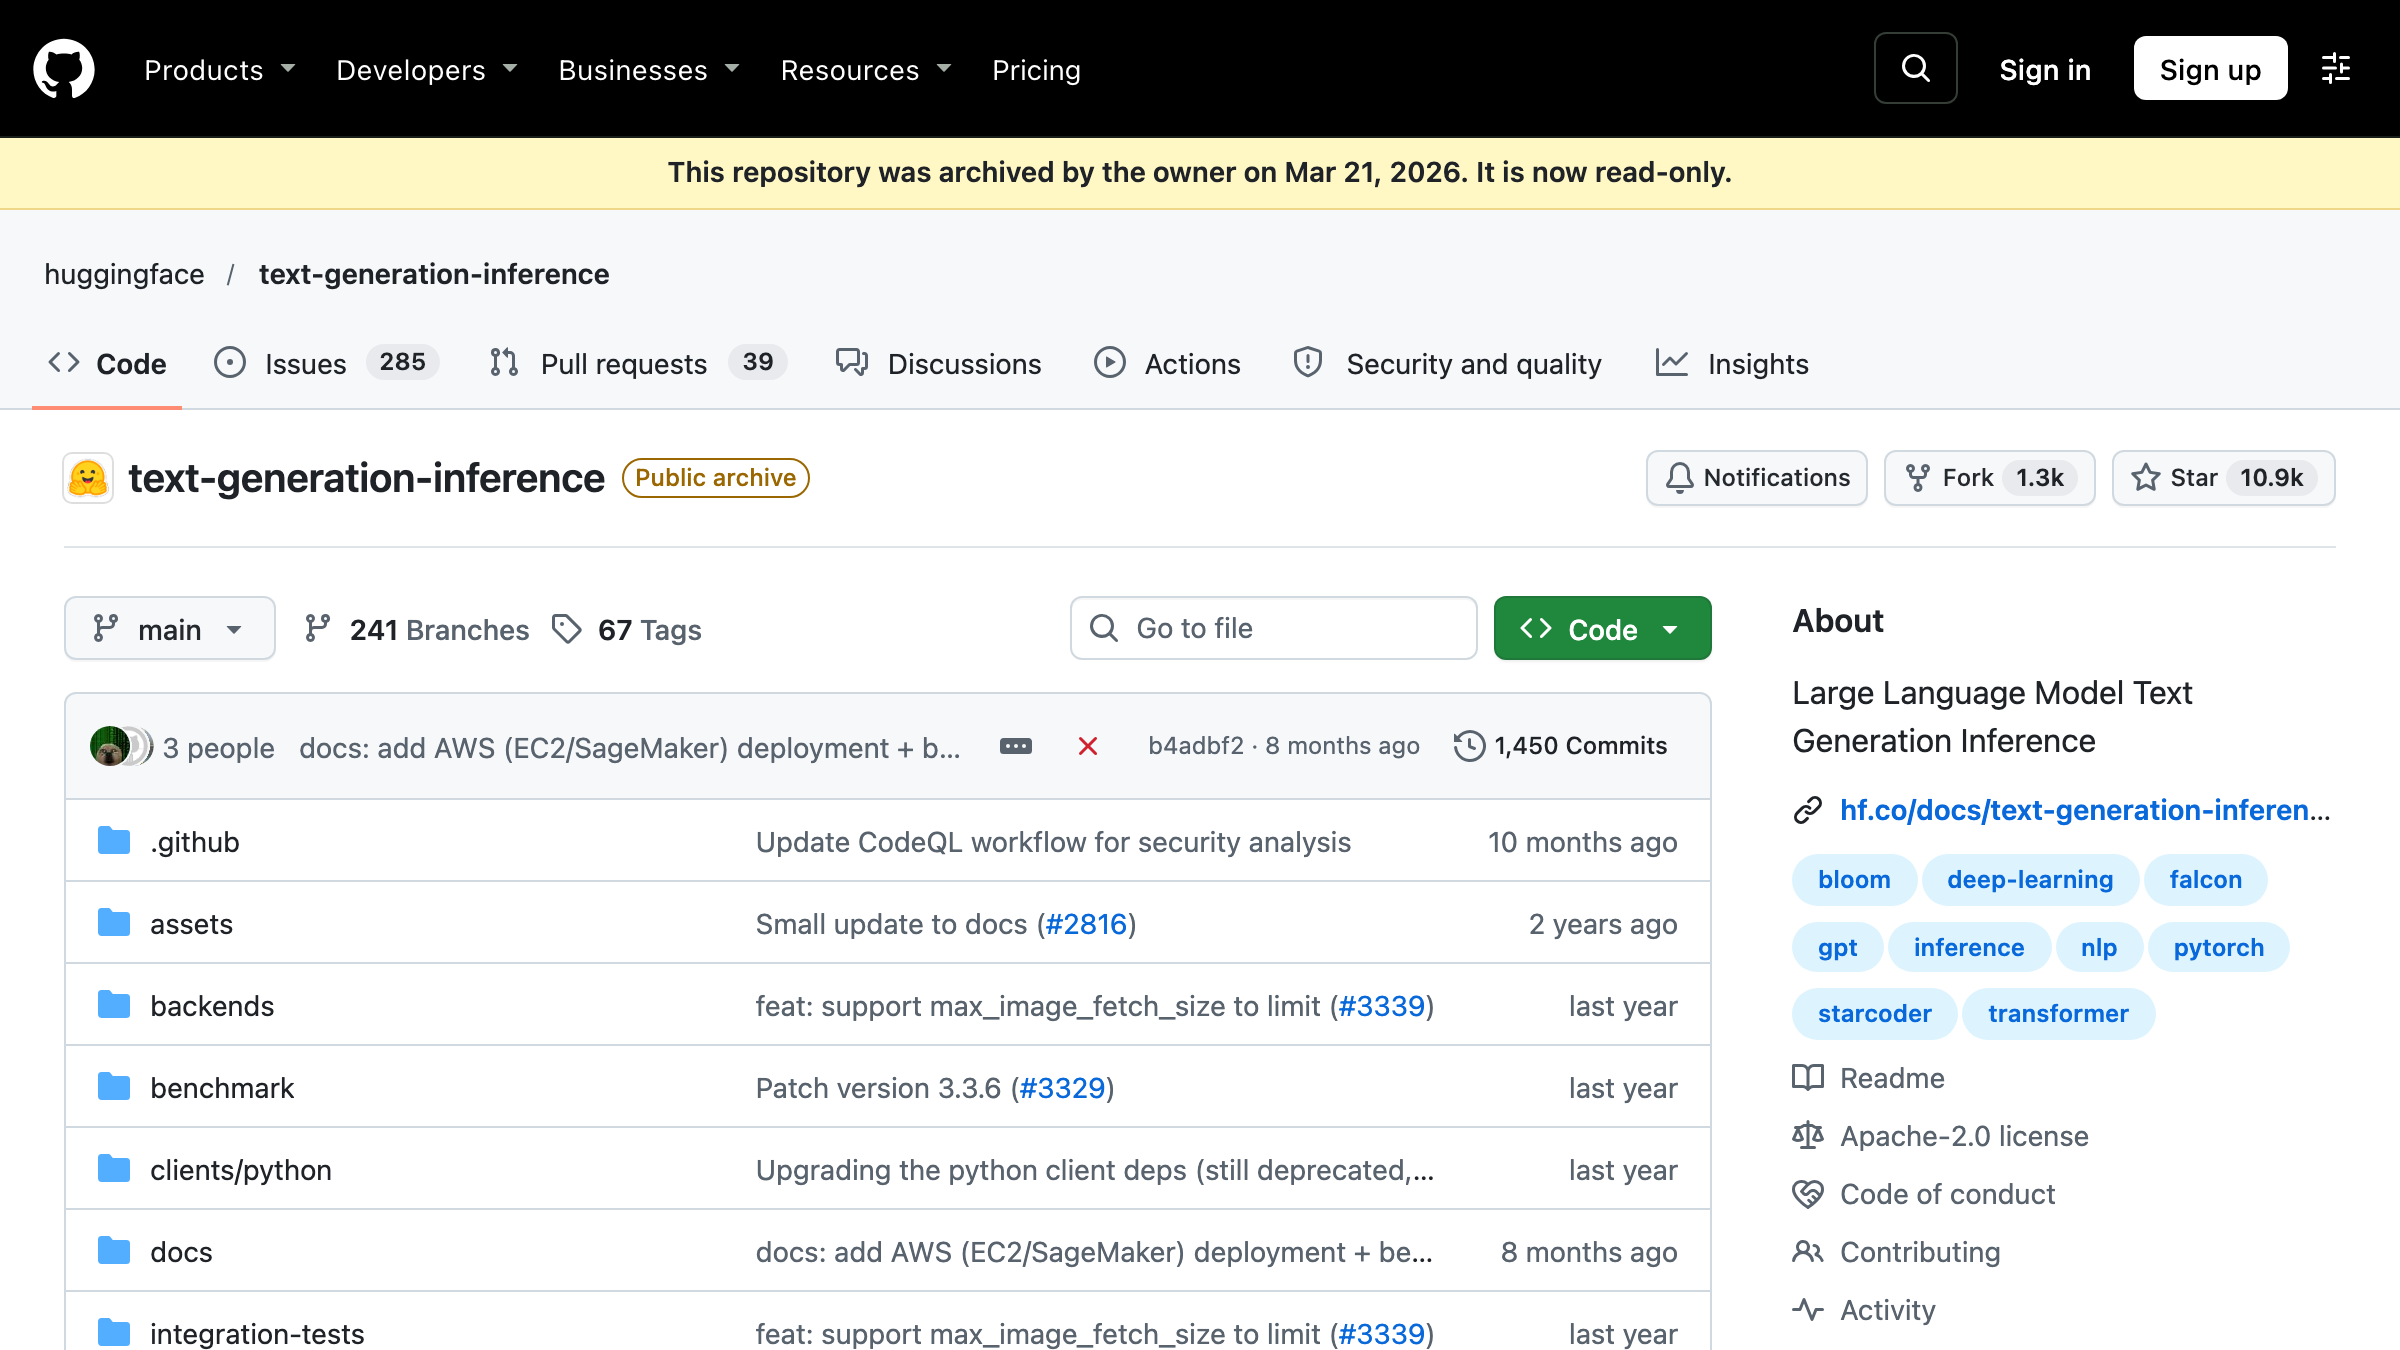 Products Developers Businesses Resources Pricing Sign in Sign up
This repository was archived by the owner on Mar 21, 2026. It is now read-only.
huggingface / text-generation-inference
Code Issues 285 Pull requests 39 Discussions Actions Security and quality Insights
text-generation-inference Public archive Notifications Fork 1.3k Star 10.9k
main 241 Branches 67 Tags Go to file Code
3 people docs: add AWS (EC2/SageMaker) deployment + b... b4adbf2 · 8 months ago 1,450 Commits
.github Update CodeQL workflow for security analysis 10 months ago
assets Small update to docs (#2816) 2 years ago
backends feat: support max_image_fetch_size to limit (#3339) last year
benchmark Patch version 3.3.6 (#3329) last year
clients/python Upgrading the python client deps (still deprecated,... last year
docs docs: add AWS (EC2/SageMaker) deployment + be... 8 months ago
integration-tests feat: support max_image_fetch_size to limit (#3339) last year
About
Large Language Model Text
Generation Inference
hf.co/docs/text-generation-inferen...
bloom deep-learning falcon
gpt inference nlp pytorch
starcoder transformer
Readme
Apache-2.0 license
Code of conduct
Contributing
Activity